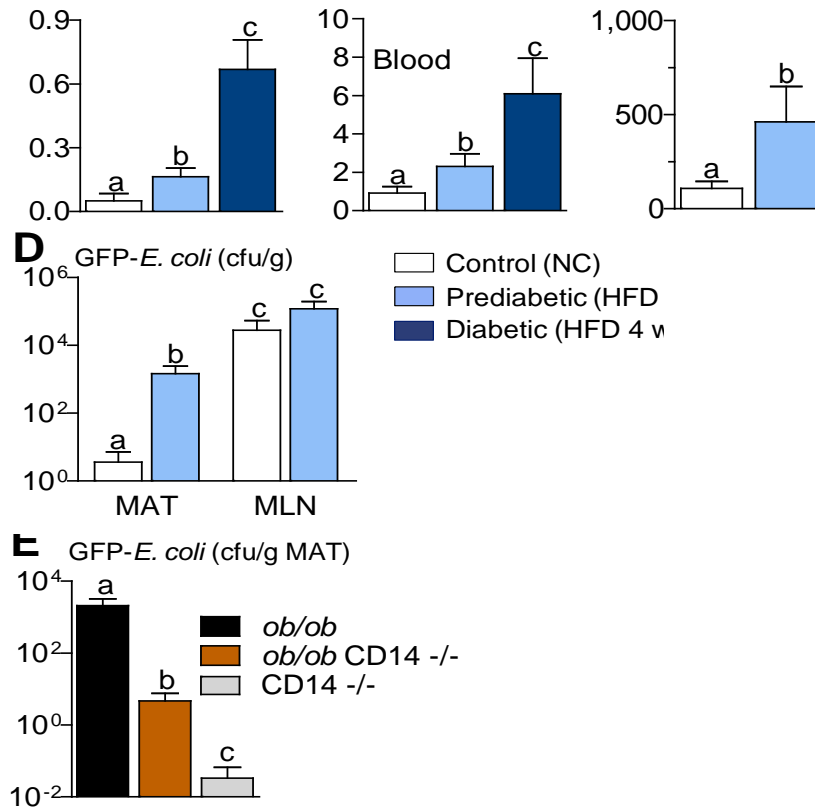 0.9
0.6
0.3
0.0
a
b
c
10
8
6
4
2
0
Blood
a
b
c
1,000
500
0
a
b
D GFP-E. coli (cfu/g)
10^6
10^4
10^2
10^0
a
b
c
c
MAT MLN
Control (NC)
Prediabetic (HFD
Diabetic (HFD 4 w
E GFP-E. coli (cfu/g MAT)
10^4
10^2
10^0
10^-2
a
b
c
ob/ob
ob/ob CD14 -/-
CD14 -/-